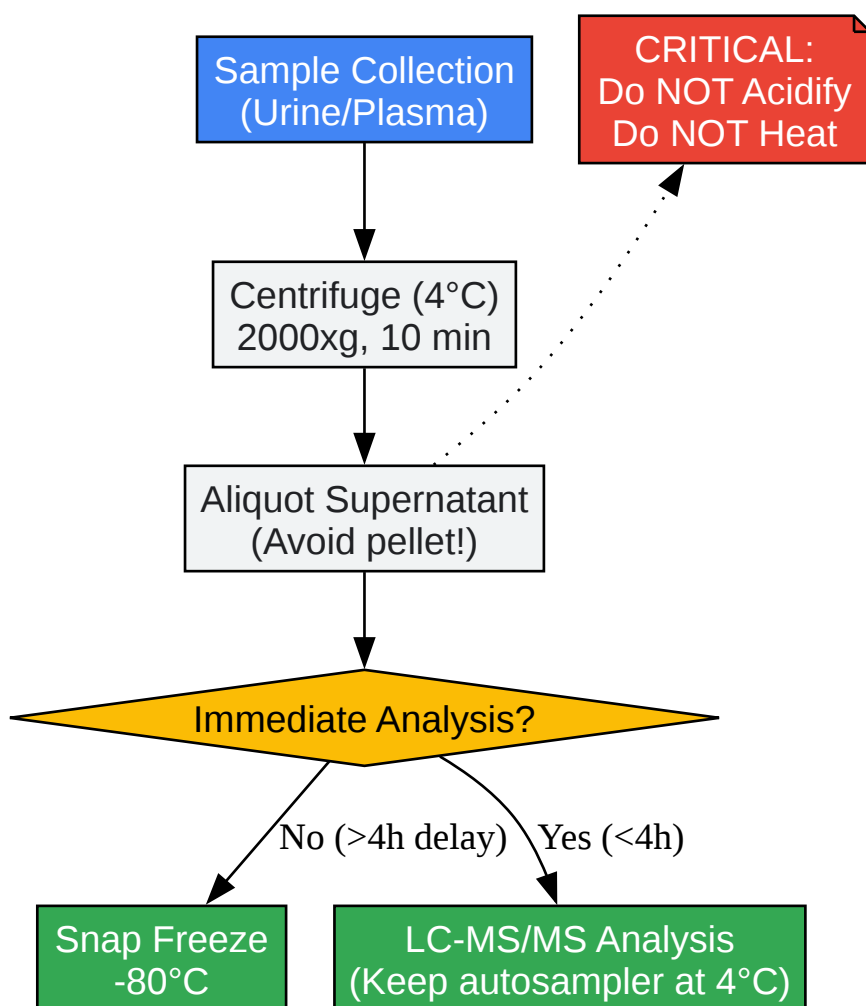 Sample Collection
(Urine/Plasma)
CRITICAL:
Do NOT Acidify
Do NOT Heat
Centrifuge (4°C)
2000xg, 10 min
Aliquot Supernatant
(Avoid pellet!)
Immediate Analysis?
No (>4h delay)
Yes (<4h)
Snap Freeze
-80°C
LC-MS/MS Analysis
(Keep autosampler at 4°C)